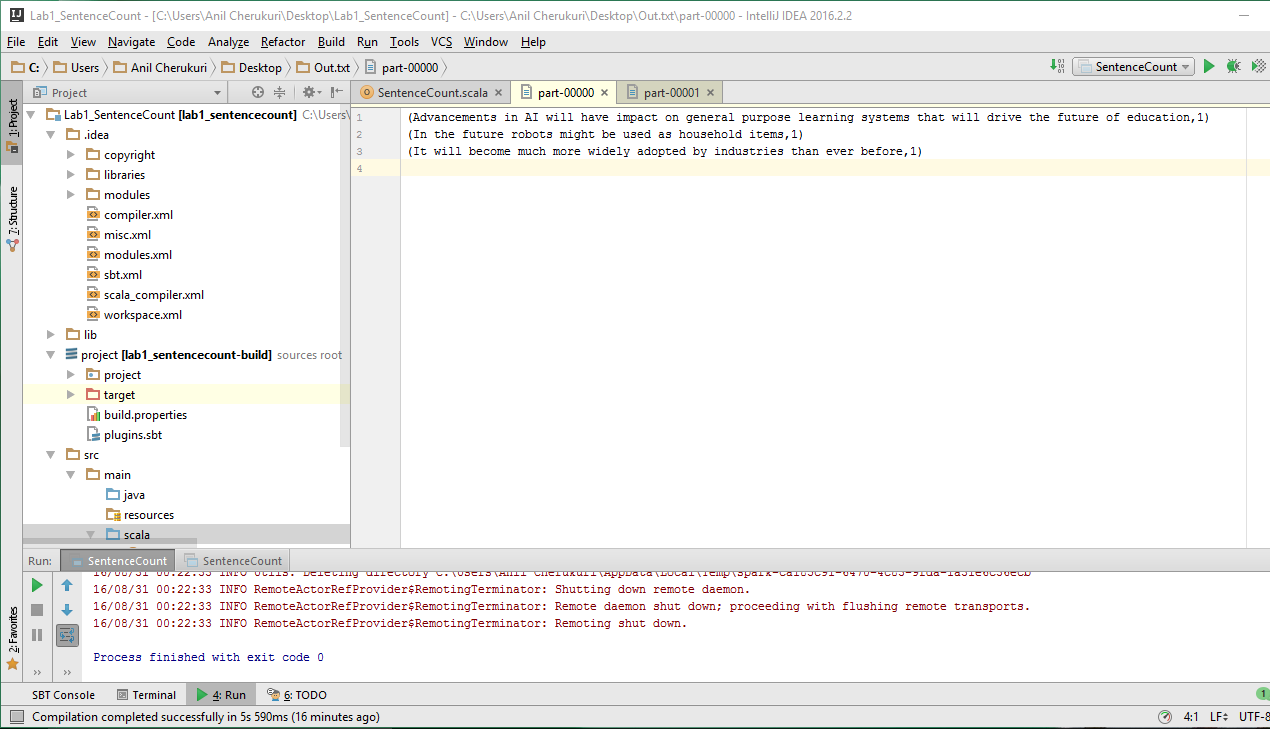 Lab1_SentenceCount - [C:\Users\Anil Cherukuri\Desktop\Lab1_SentenceCount] - C:\Users\Anil Cherukuri\Desktop\Out.txt\part-00000 - IntelliJ IDEA 2016.2.2
File Edit View Navigate Code Analyze Refactor Build Run Tools VCS Window Help
C: Users Anil Cherukuri Desktop Out.txt part-00000 SentenceCount
Project SentenceCount.scala part-00000 part-00001
1: Project
7: Structure
2: Favorites
Lab1_SentenceCount [lab1_sentencecount] C:\Users\
.idea
copyright
libraries
modules
compiler.xml
misc.xml
modules.xml
sbt.xml
scala_compiler.xml
workspace.xml
lib
project [lab1_sentencecount-build] sources root
project
target
build.properties
plugins.sbt
src
main
java
resources
scala
1 (Advancements in AI will have impact on general purpose learning systems that will drive the future of education,1)
2 (In the future robots might be used as household items,1)
3 (It will become much more widely adopted by industries than ever before,1)
4
Run: SentenceCount SentenceCount
16/08/31 00:22:33 INFO Utils: Deleting directory C:\Users\Anil Cherukuri\AppData\Local\Temp\
16/08/31 00:22:33 INFO RemoteActorRefProvider$RemotingTerminator: Shutting down remote daemon.
16/08/31 00:22:33 INFO RemoteActorRefProvider$RemotingTerminator: Remote daemon shut down; proceeding with flushing remote transports.
16/08/31 00:22:33 INFO RemoteActorRefProvider$RemotingTerminator: Remoting shut down.
Process finished with exit code 0
SBT Console Terminal 4: Run 6: TODO 1
Compilation completed successfully in 5s 590ms (16 minutes ago) 4:1 LF UTF-8